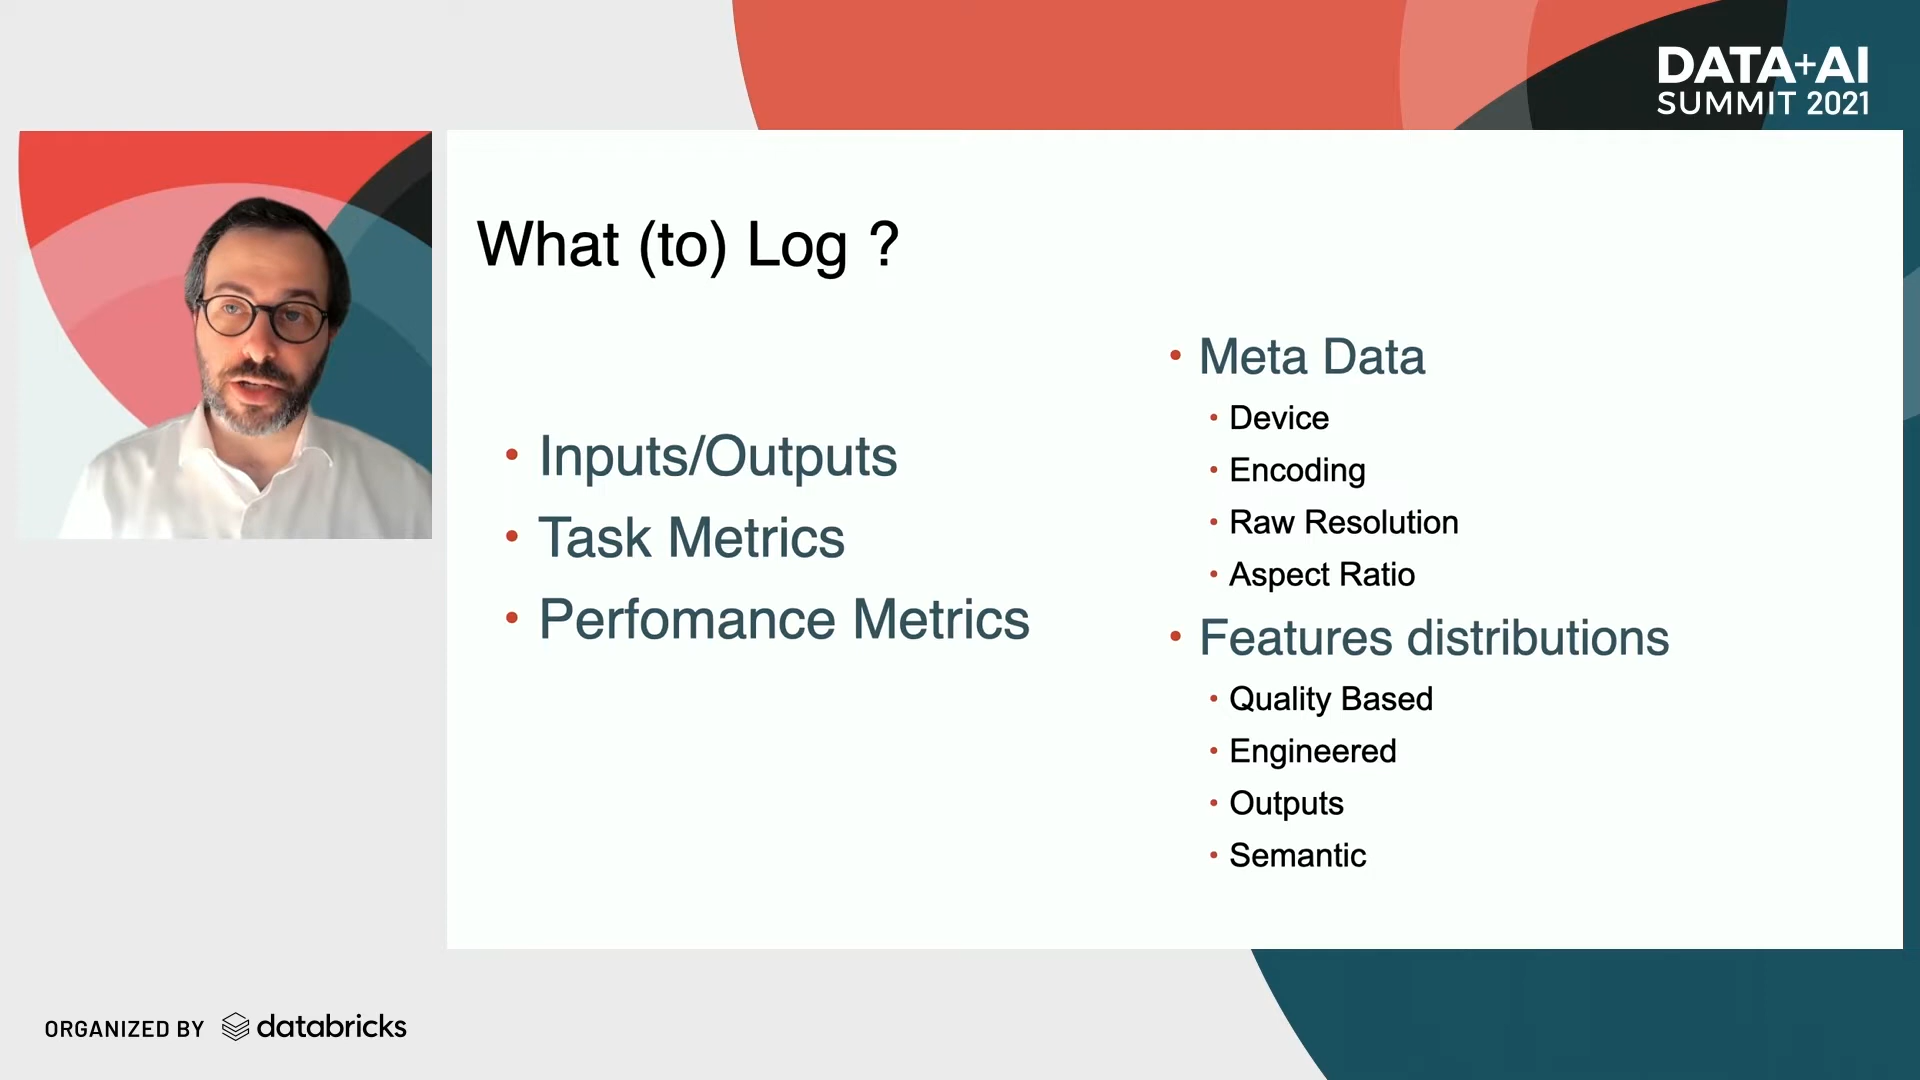 DATA+AI
SUMMIT 2021
What (to) Log ?
• Inputs/Outputs
• Task Metrics
• Perfomance Metrics
• Meta Data
• Device
• Encoding
• Raw Resolution
• Aspect Ratio
• Features distributions
• Quality Based
• Engineered
• Outputs
• Semantic
ORGANIZED BY databricks